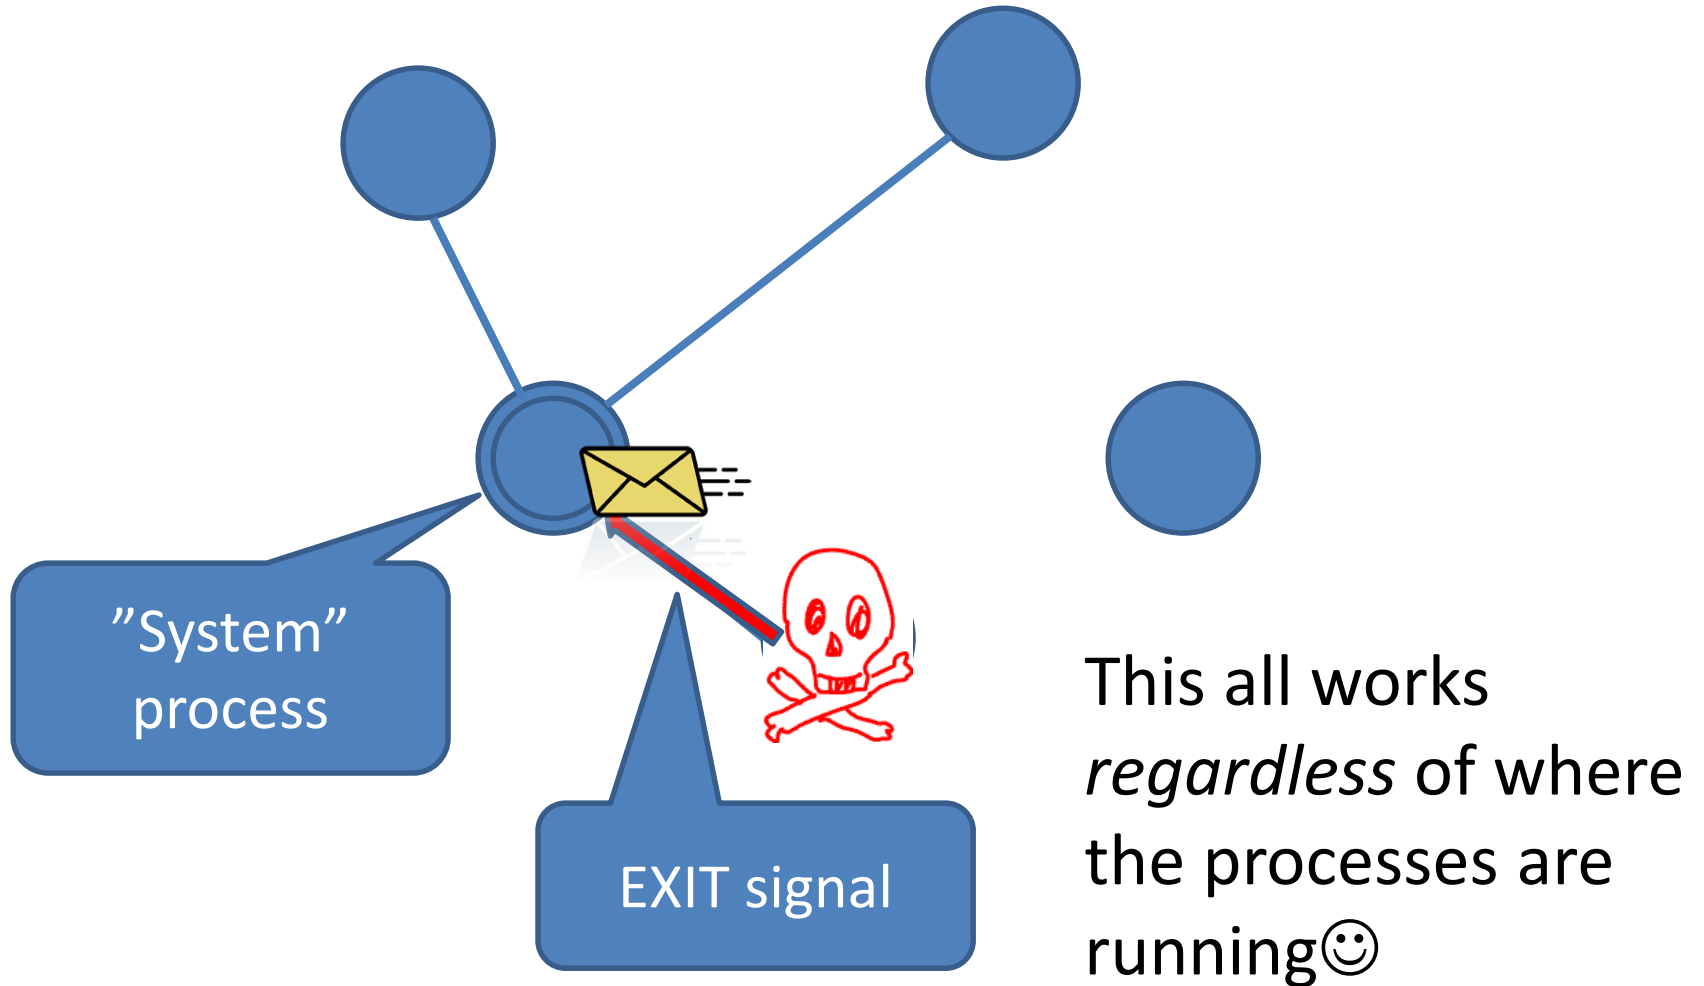 ”System”
process
EXIT signal
This all works
regardless of where
the processes are
running☺